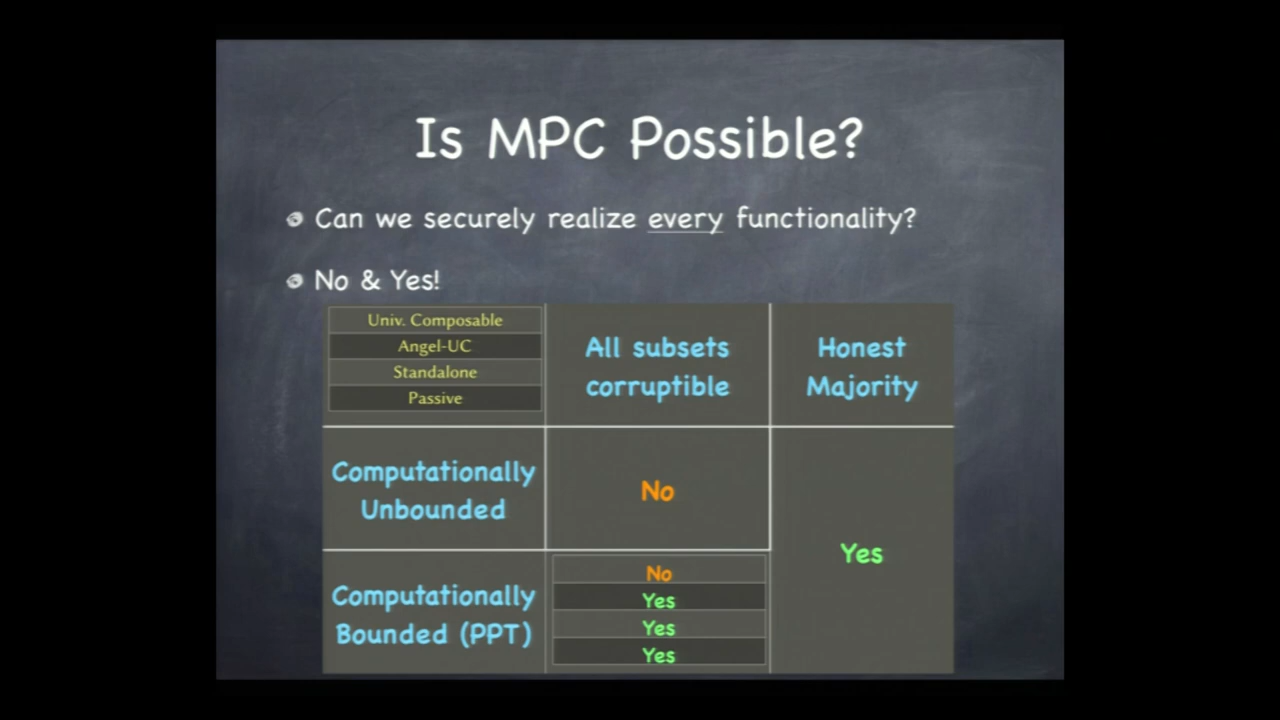 Is MPC Possible?
Can we securely realize every functionality?
No & Yes!
Univ. Composable
Angel-UC
Standalone
Passive
All subsets
corruptible
Honest
Majority
Computationally
Unbounded
No
Yes
Computationally
Bounded (PPT)
No
Yes
Yes
Yes